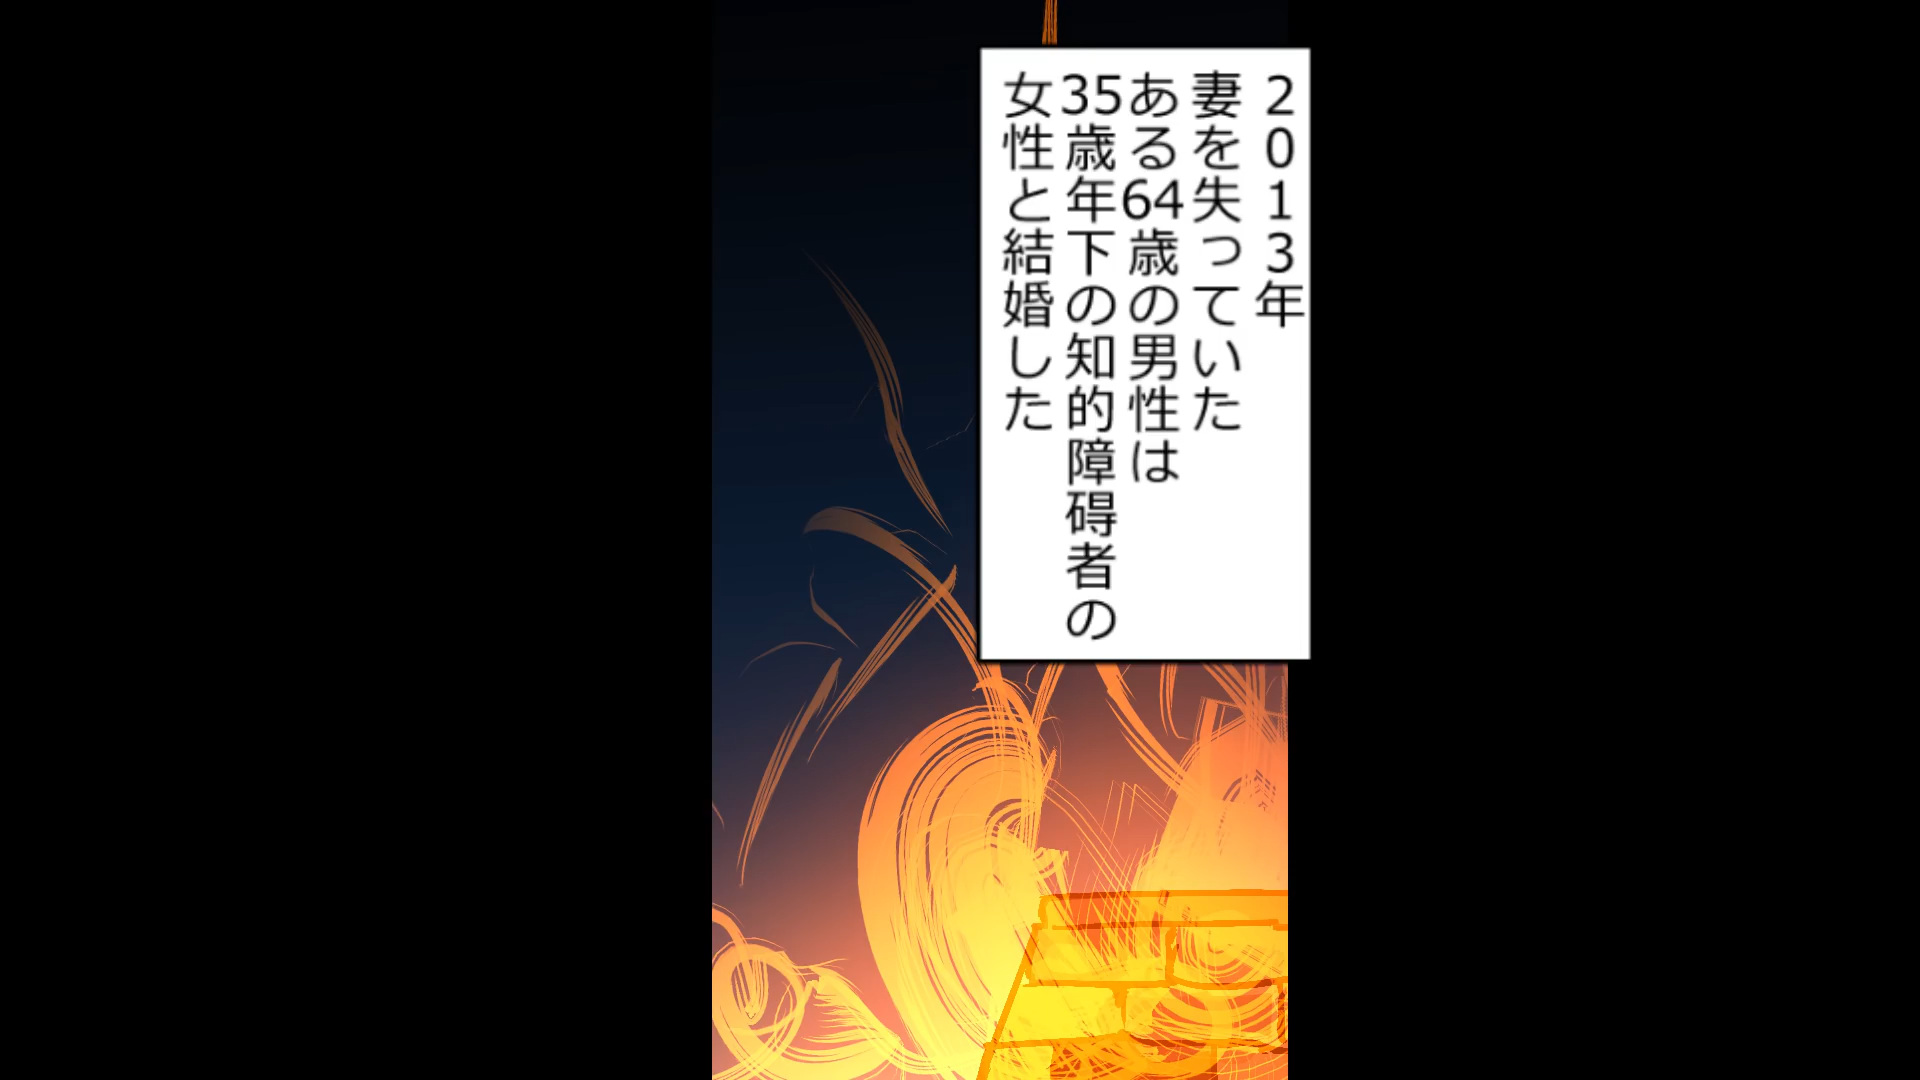 2013年
妻を失っていた
ある64歳の男性は
35歳年下の知的障碍者の
女性と結婚した